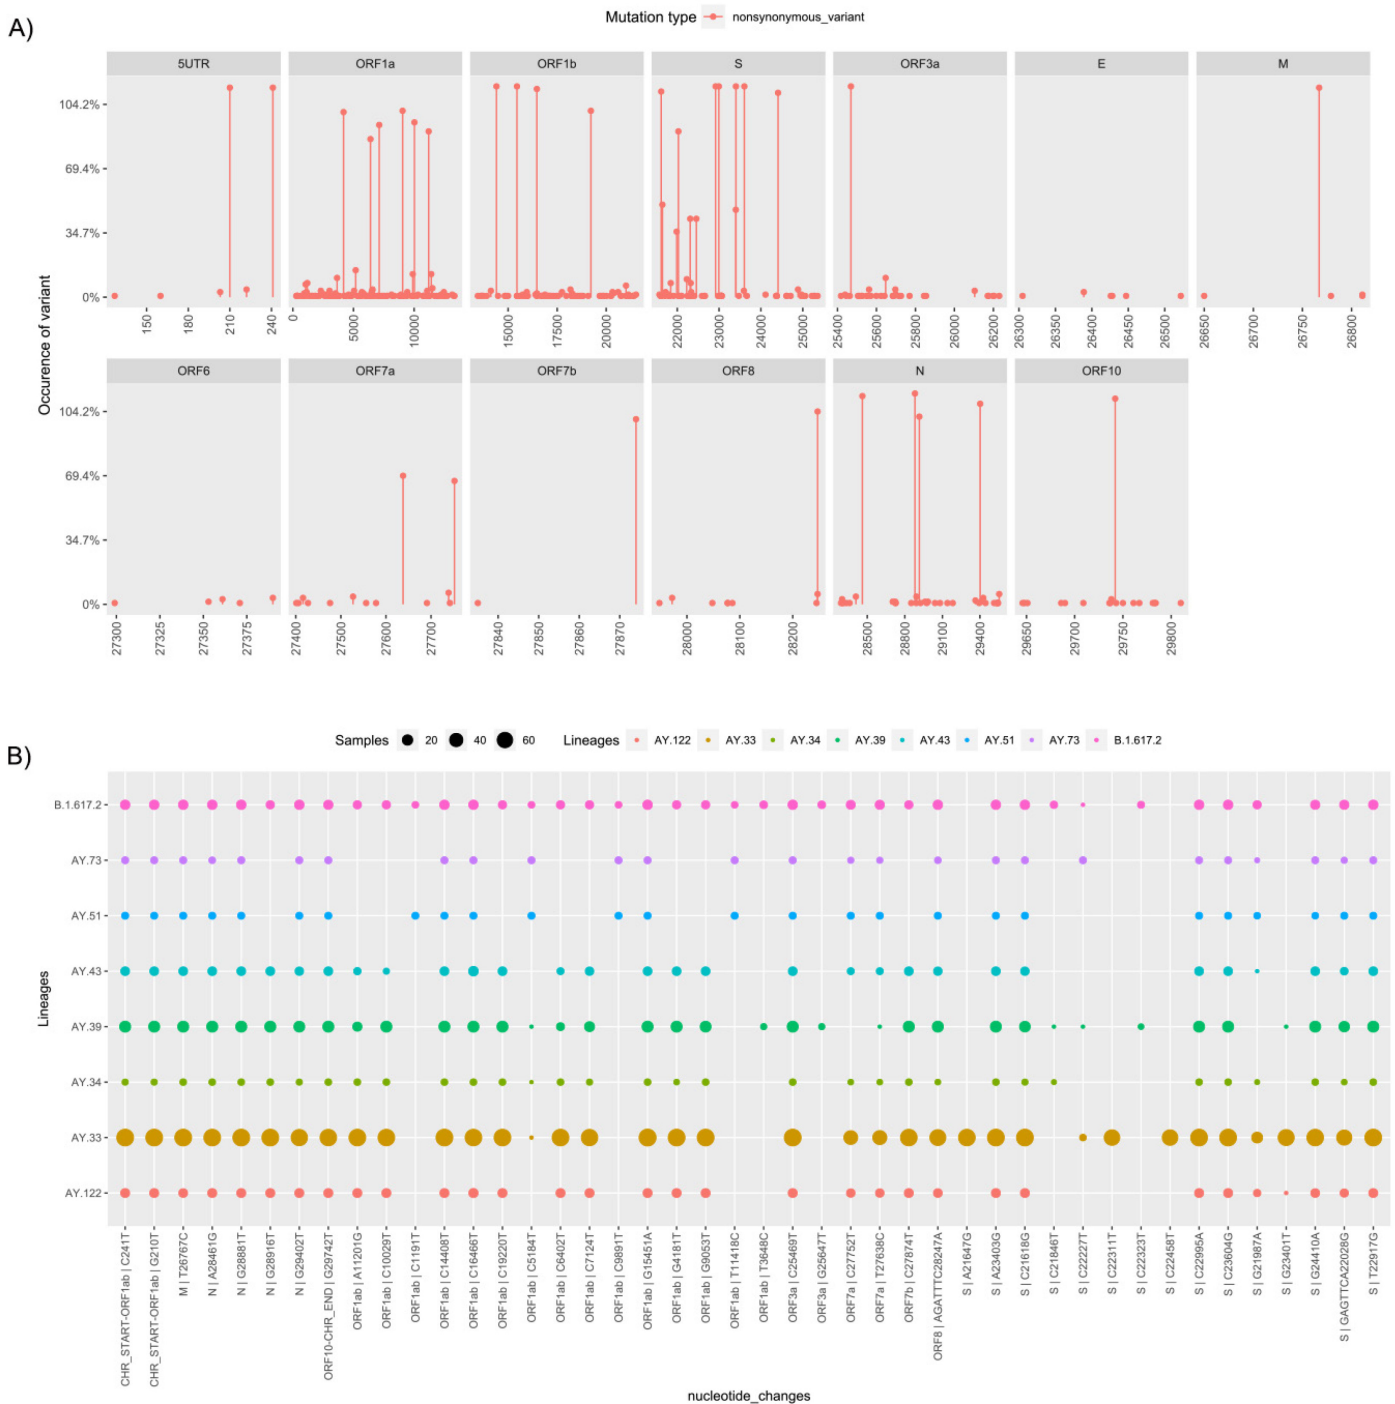 A)
Mutation type nonsynonymous_variant
5UTR ORF1a ORF1b S ORF3a E M
Occurence of variant
104.2%
69.4%
34.7%
0%
150 180 210 240 0 5000 10000 15000 17500 20000 22000 23000 24000 25000 25400 25600 25800 26000 26200 26300 26350 26400 26450 26500 26650 26700 26750 26800
ORF6 ORF7a ORF7b ORF8 N ORF10
104.2%
69.4%
34.7%
0%
27300 27325 27350 27375 27400 27500 27600 27700 27840 27850 27860 27870 28000 28100 28200 28500 28800 29100 29400 29650 29700 29750 29800
B)
Samples 20 40 60 Lineages AY.122 AY.33 AY.34 AY.39 AY.43 AY.51 AY.73 B.1.617.2
Lineages
B.1.617.2
AY.73
AY.51
AY.43
AY.39
AY.34
AY.33
AY.122
CHR_START-ORF1ab | C241T
CHR_START-ORF1ab | G210T
M | T26767C
N | A28461G
N | G28881T
N | G28916T
N | G29402T
ORF10-CHR_END | G29742T
ORF1ab | A11201G
ORF1ab | C10029T
ORF1ab | C1191T
ORF1ab | C14408T
ORF1ab | C16466T
ORF1ab | C19220T
ORF1ab | C5184T
ORF1ab | C6402T
ORF1ab | C7124T
ORF1ab | C9891T
ORF1ab | G15451A
ORF1ab | G4181T
ORF1ab | G9053T
ORF1ab | T11418C
ORF1ab | T3648C
ORF3a | C25469T
ORF3a | G25647T
ORF7a | C27752T
ORF7a | T27638C
ORF7b | C27874T
ORF8 | AGATTTC28247A
S | A21647G
S | A23403G
S | C21618G
S | C21846T
S | C22227T
S | C22311T
S | C22323T
S | C22458T
S | C22995A
S | C23604G
S | G21987A
S | G23401T
S | G24410A
S | GAGTTCA22028G
S | T22917G
nucleotide_changes